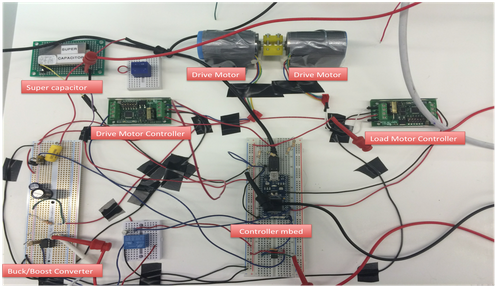 SUPER
CAPACITOR
Super capacitor
Drive Motor
Drive Motor
Drive Motor Controller
Load Motor Controller
Controller mbed
Buck/Boost Converter